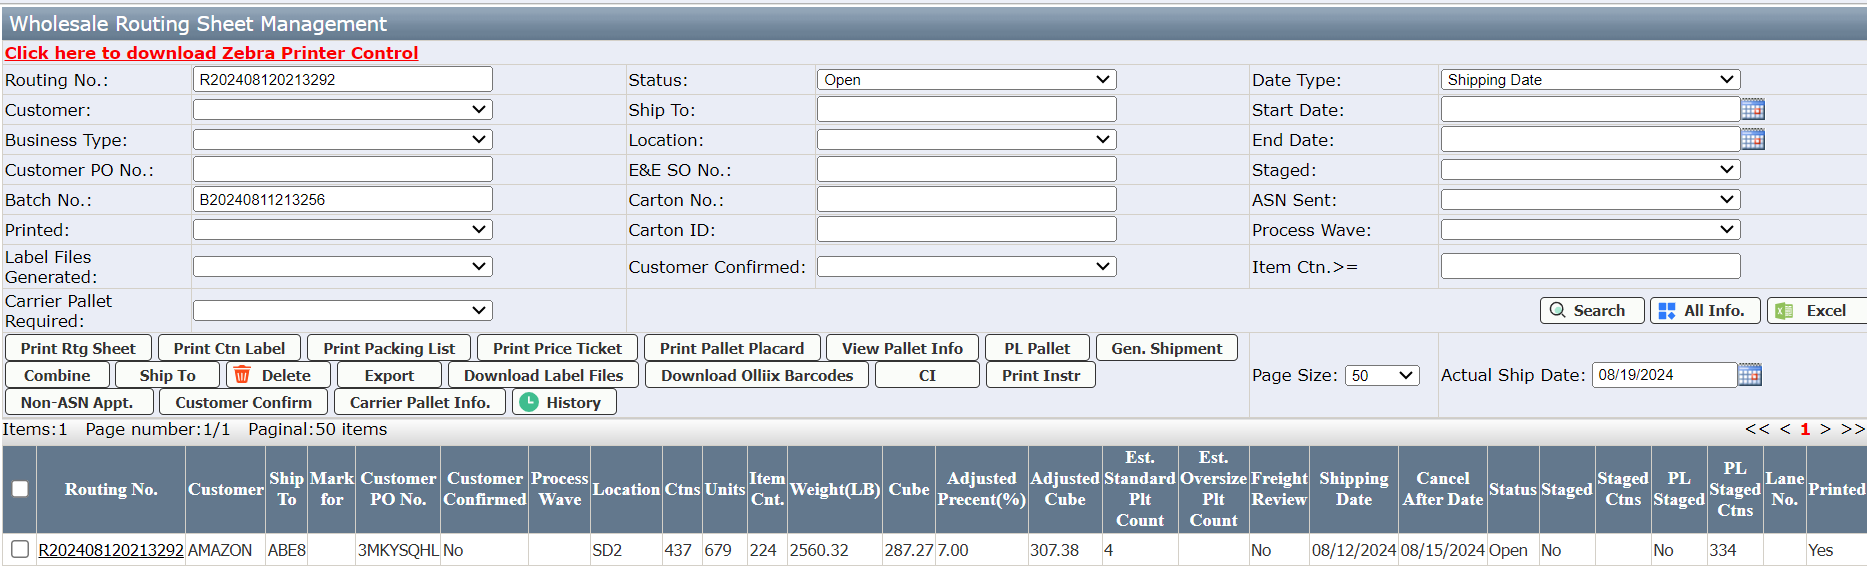 Wholesale Routing Sheet Management
Click here to download Zebra Printer Control
Routing No.: R202408120213292 Status: Open Date Type: Shipping Date
Customer: Ship To: Start Date:
Business Type: Location: End Date:
Customer PO No.: E&E SO No.: Staged:
Batch No.: B20240811213256 Carton No.: ASN Sent:
Printed: Carton ID: Process Wave:
Label Files
Generated: Customer Confirmed: Item Ctn.>=
Carrier Pallet
Required: Search All Info. Excel
Print Rtg Sheet Print Ctn Label Print Packing List Print Price Ticket Print Pallet Placard View Pallet Info PL Pallet Gen. Shipment
Combine Ship To Delete Export Download Label Files Download Olliix Barcodes CI Print Instr Page Size: 50 Actual Ship Date: 08/19/2024
Non-ASN Appt. Customer Confirm Carrier Pallet Info. History
Items:1 Page number:1/1 Paginal:50 items << < 1 > >>
Routing No. Customer Ship To Mark for Customer PO No. Customer Confirmed Process Wave Location Ctns Units Item Cnt. Weight(LB) Cube Adjusted Precent(%) Adjusted Cube Est. Standard Plt Count Est. Oversize Plt Count Freight Review Shipping Date Cancel After Date Status Staged Staged Ctns PL Staged PL Staged Ctns Lane No. Printed
R202408120213292 AMAZON ABE8 3MKYSQHL No SD2 437 679 224 2560.32 287.27 7.00 307.38 4 No 08/12/2024 08/15/2024 Open No No 334 Yes